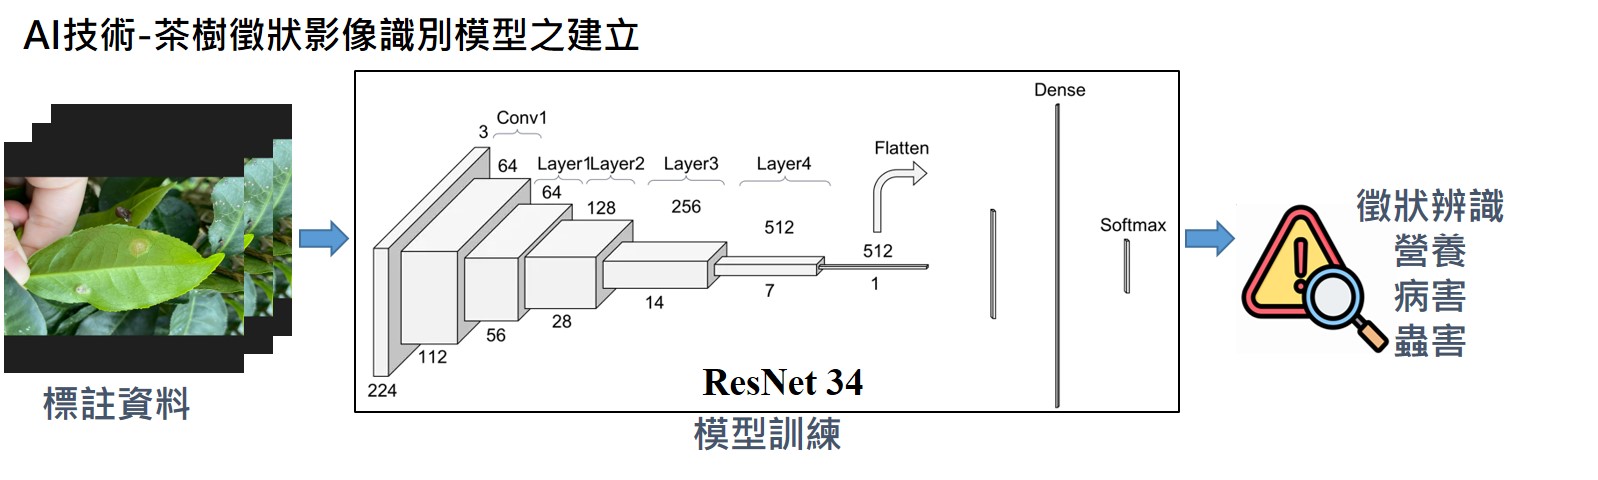 AI技術-茶樹徵狀影像識別模型之建立
標註資料
3
Conv1
64
Layer1
64
Layer2
128
Layer3
256
Layer4
512
Flatten
512
1
Dense
Softmax
224
112
56
28
14
7
ResNet 34
模型訓練
徵狀辨識
營養
病害
蟲害